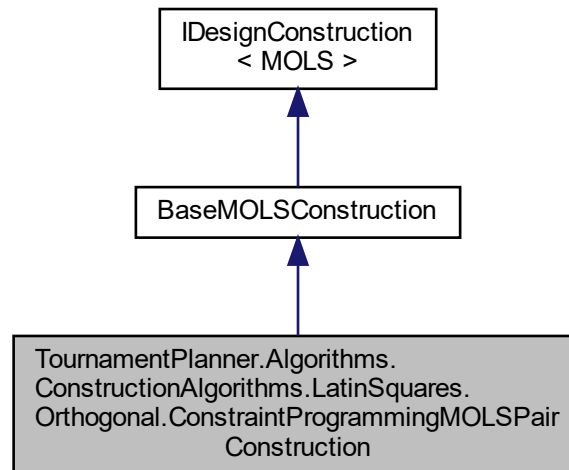 IDesignConstruction
< MOLS >
BaseMOLSConstruction
TournamentPlanner.Algorithms.
ConstructionAlgorithms.LatinSquares.
Orthogonal.ConstraintProgrammingMOLSPair
Construction